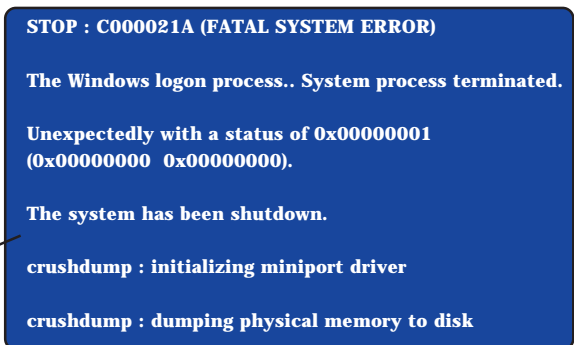 STOP : C000021A (FATAL SYSTEM ERROR)
The Windows logon process.. System process terminated.
Unexpectedly with a status of 0x00000001
(0x00000000 0x00000000).
The system has been shutdown.
crushdump : initializing miniport driver
crushdump : dumping physical memory to disk